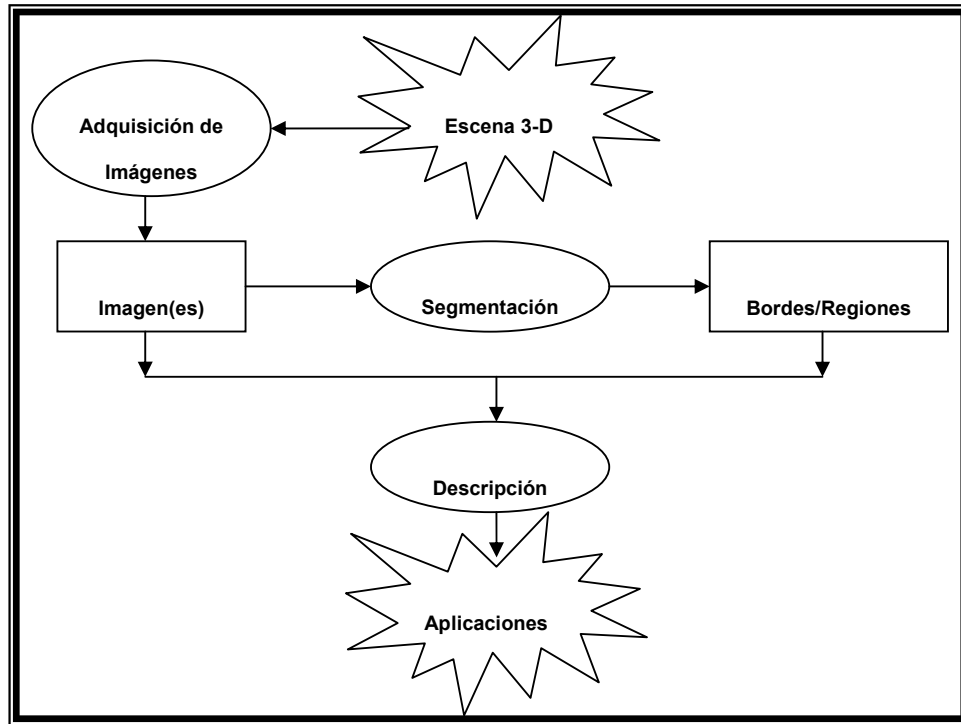 Escena 3-D
Adquisición de
Imágenes
Imagen(es)
Segmentación
Bordes/Regiones
Descripción
Aplicaciones